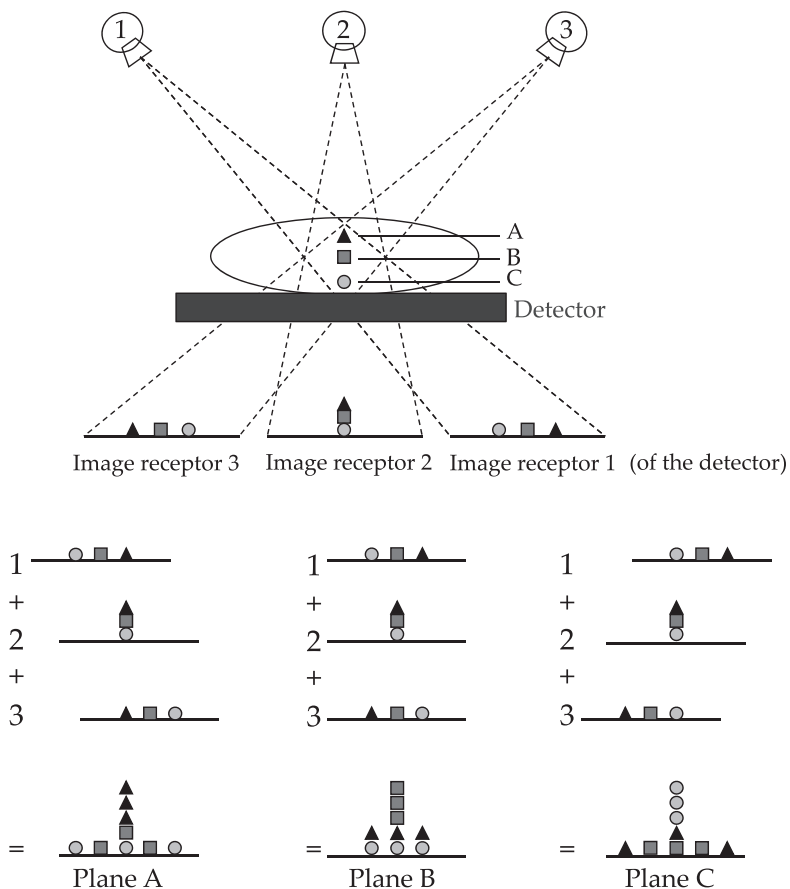 1 2 3
A
B
C
Detector
Image receptor 3 Image receptor 2 Image receptor 1 (of the detector)
1 1 1
+ + +
2 2 2
+ + +
3 3 3
= = =
Plane A Plane B Plane C